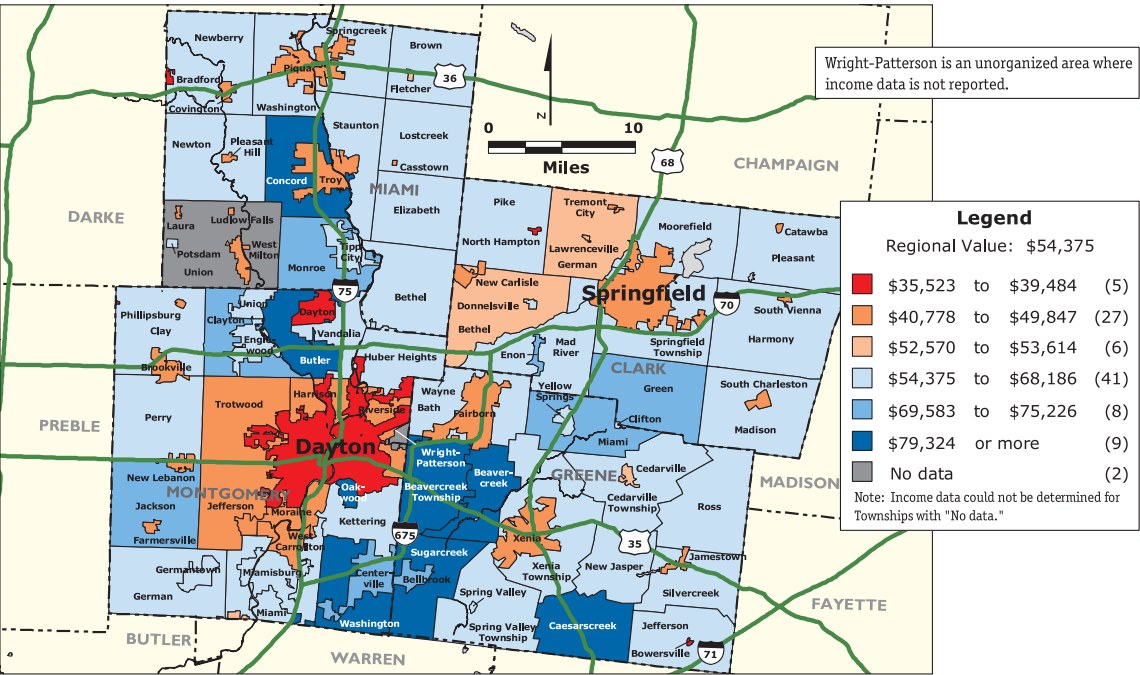 Newberry
Springcreek
Brown
Piqua
36
Bradford
Fletcher
Covington
Washington
Wright-Patterson is an unorganized area where
income data is not reported.
Staunton
Lostcreek
N
0 10
Miles
Newton
Pleasant
Hill
Casstown
68
CHAMPAIGN
Concord
Troy
MIAMI
Elizabeth
DARKE
Laura
Ludlow Falls
West
Milton
Potsdam
Union
Tipp
City
Monroe
Pike
Tremont
City
North Hampton
Lawrenceville
German
Moorefield
Catawba
Pleasant
Legend
Regional Value: $54,375
$35,523 to $39,484 (5)
$40,778 to $49,847 (27)
$52,570 to $53,614 (6)
$54,375 to $68,186 (41)
$69,583 to $75,226 (8)
$79,324 or more (9)
No data (2)
Note: Income data could not be determined for
Townships with "No data."
75
Bethel
New Carlisle
Donnelsville
Bethel
Springfield
70
South Vienna
Harmony
Springfield
Township
Mad
River
Enon
Phillipsburg
Clay
Union
Clayton
Engle-
wood
Dayton
Vandalia
Butler
Huber Heights
Brookville
CLARK
Green
South Charleston
Madison
Yellow
Springs
Clifton
Miami
PREBLE
Perry
Trotwood
Harrison
Riverside
Wayne
Bath
Fairborn
Dayton
Wright-
Patterson
Beaver-
creek
Beavercreek
Township
GREENE
Cedarville
Cedarville
Township
Ross
MADISON
New Lebanon
MONTGOMERY
Jackson
Jefferson
Farmersville
Oak-
wood
Moraine
Kettering
West
Carrollton
675
Sugarcreek
Xenia
Xenia
Township
35
New Jasper
Jamestown
Silvercreek
Germantown
German
Miamisburg
Miami
Center-
ville
Bellbrook
Washington
Spring Valley
Spring Valley
Township
Caesarscreek
Jefferson
Bowersville
71
FAYETTE
BUTLER
WARREN